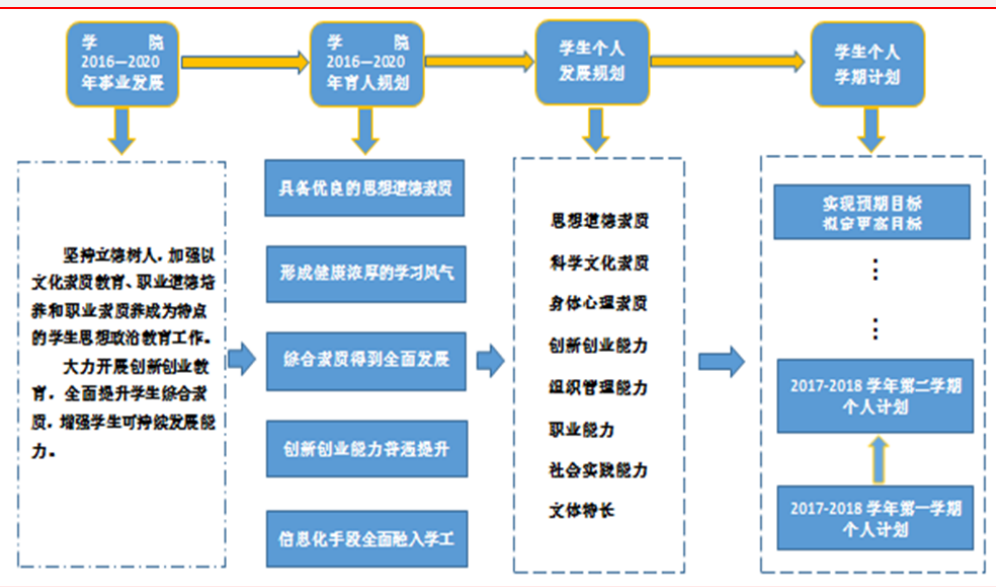 学 院
2016—2020
年事业发展
学 院
2016—2020
年育人规划
学生个人
发展规划
学生个人
学期计划
坚持立德树人，加强以
文化素质教育、职业道德培
养和职业素质养成为特点
的学生思想政治教育工作。
大力开展创新创业教
育，全面提升学生综合素
质，增强学生可持续发展能
力。
具备优良的思想道德素质
形成健康浓厚的学习风气
综合素质得到全面发展
创新创业能力普遍提升
信息化手段全面融入学工
思想道德素质
科学文化素质
身体心理素质
创新创业能力
组织管理能力
职业能力
社会实践能力
文体特长
实现预期目标
拟定更高目标
⋮
⋮
2017-2018 学年第二学期
个人计划
2017-2018 学年第一学期
个人计划